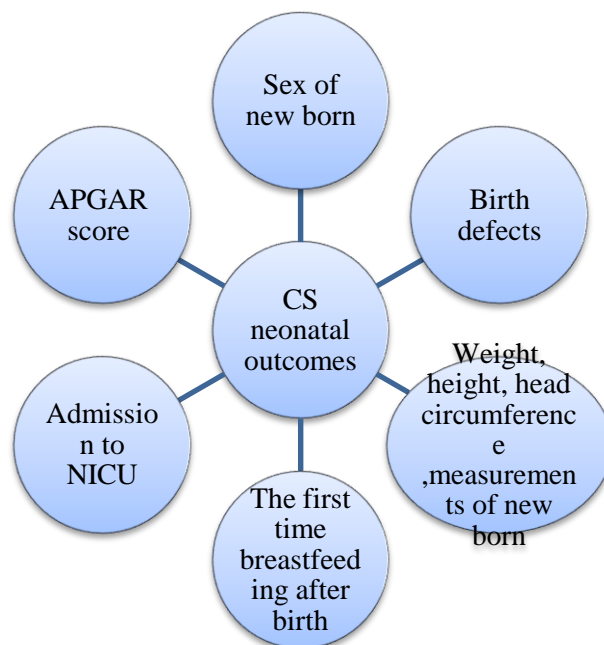 Sex of
new born
APGAR
score
Birth
defects
CS
neonatal
outcomes
Admissio
n to
NICU
Weight,
height, head
circumferenc
e
,measuremen
ts of new
born
The first
time
breastfeed
ing after
birth